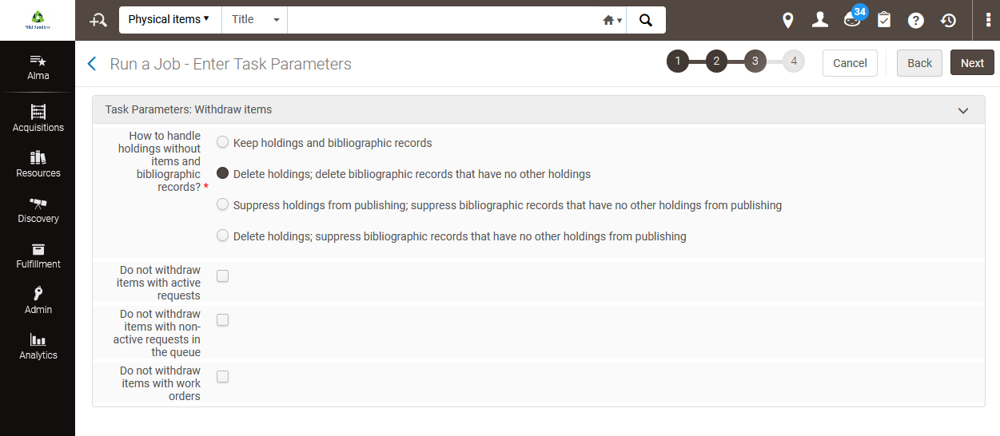 Physical items
Title
34
Run a Job - Enter Task Parameters
1
2
3
4
Cancel
Back
Next
Alma
Acquisitions
Resources
Discovery
Fulfillment
Admin
Analytics
Task Parameters: Withdraw items
How to handle
holdings without
items and
bibliographic
records? *
Keep holdings and bibliographic records
Delete holdings; delete bibliographic records that have no other holdings
Suppress holdings from publishing; suppress bibliographic records that have no other holdings from publishing
Delete holdings; suppress bibliographic records that have no other holdings from publishing
Do not withdraw
items with active
requests
Do not withdraw
items with non-
active requests in
the queue
Do not withdraw
items with work
orders